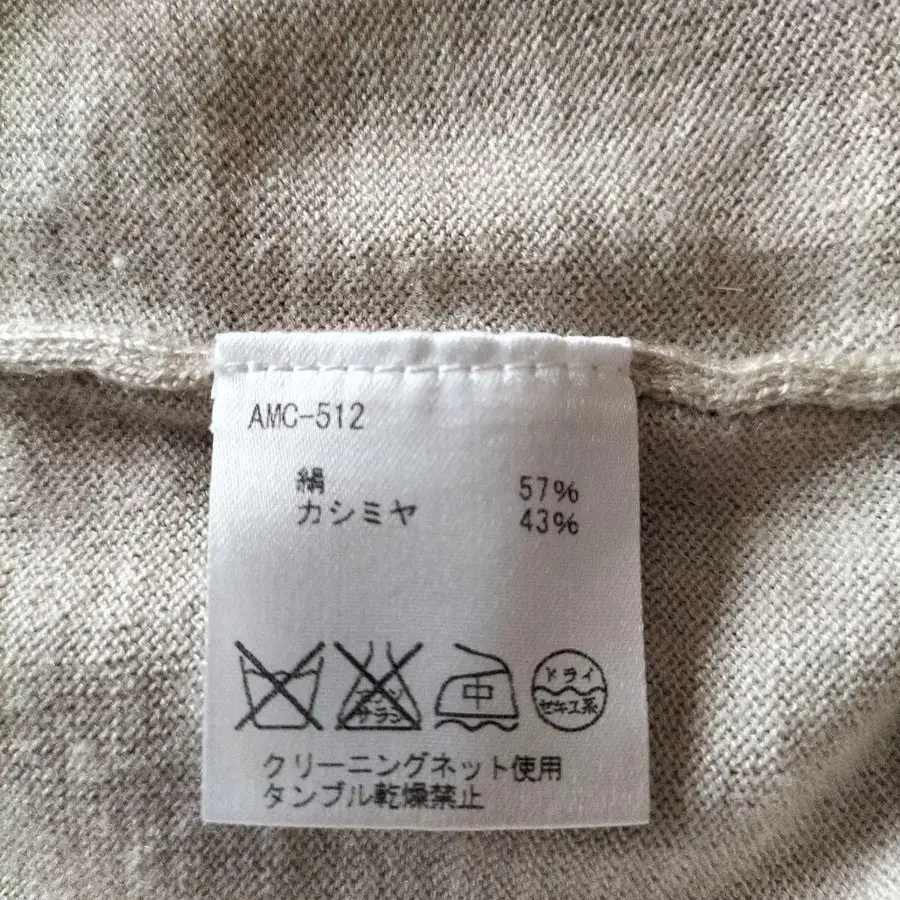 AMC-512
絹 57%
カシミヤ 43%
エンソ サラシ 中 ドライ
セキユ系
クリーニングネット使用
タンブル乾燥禁止